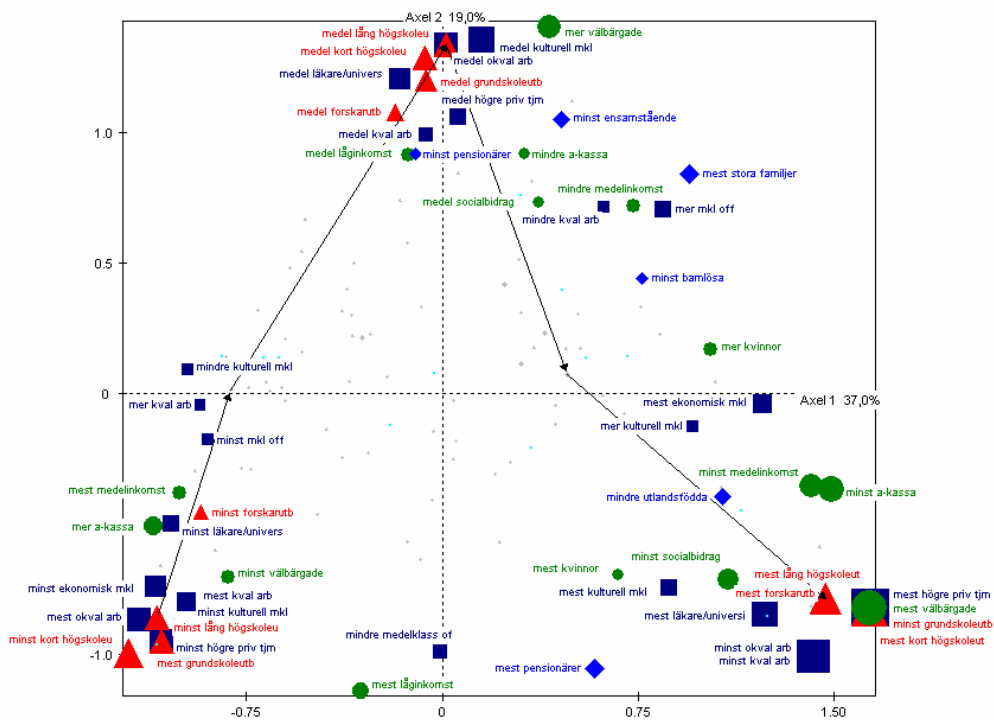 Axel 2 19,0%
medel lång högskoleu
mer välbärgade
medel kort högskoleu
medel kulturell mkl
medel okval arb
medel läkare/univers
medel grundskoleutb
medel högre priv tjm
medel forskarutb
minst ensamstående
1.0
medel kval arb
medel låginkomst
minst pensionärer
mindre a-kassa
mest stora familjer
mindre medelinkomst
medel socialbidrag
mindre kval arb
mer mkl off
0.5
minst barnlösa
mer kvinnor
mindre kulturell mkl
0
Axel 1 37,0%
mest ekonomisk mkl
mer kval arb
mer kulturell mkl
minst mkl off
minst medelinkomst
mest medelinkomst
minst a-kassa
mindre utlandsfödda
minst forskarutb
mer a-kassa
minst läkare/univers
minst socialbidrag
mest kvinnor
minst välbärgade
mest lång högskoleut
minst ekonomisk mkl
mest kulturell mkl
mest forskarutb
mest högre priv tjm
mest kval arb
mest välbärgade
minst kulturell mkl
mest okval arb
mest läkare/universi
minst grundskoleutb
minst lång högskoleu
mest kort högskoleut
minst kort högskoleu
mindre medelklass of
minst högre priv tjm
minst okval arb
-1.0
mest grundskoleutb
minst kval arb
mest pensionärer
mest låginkomst
-0.75
0
0.75
1.50